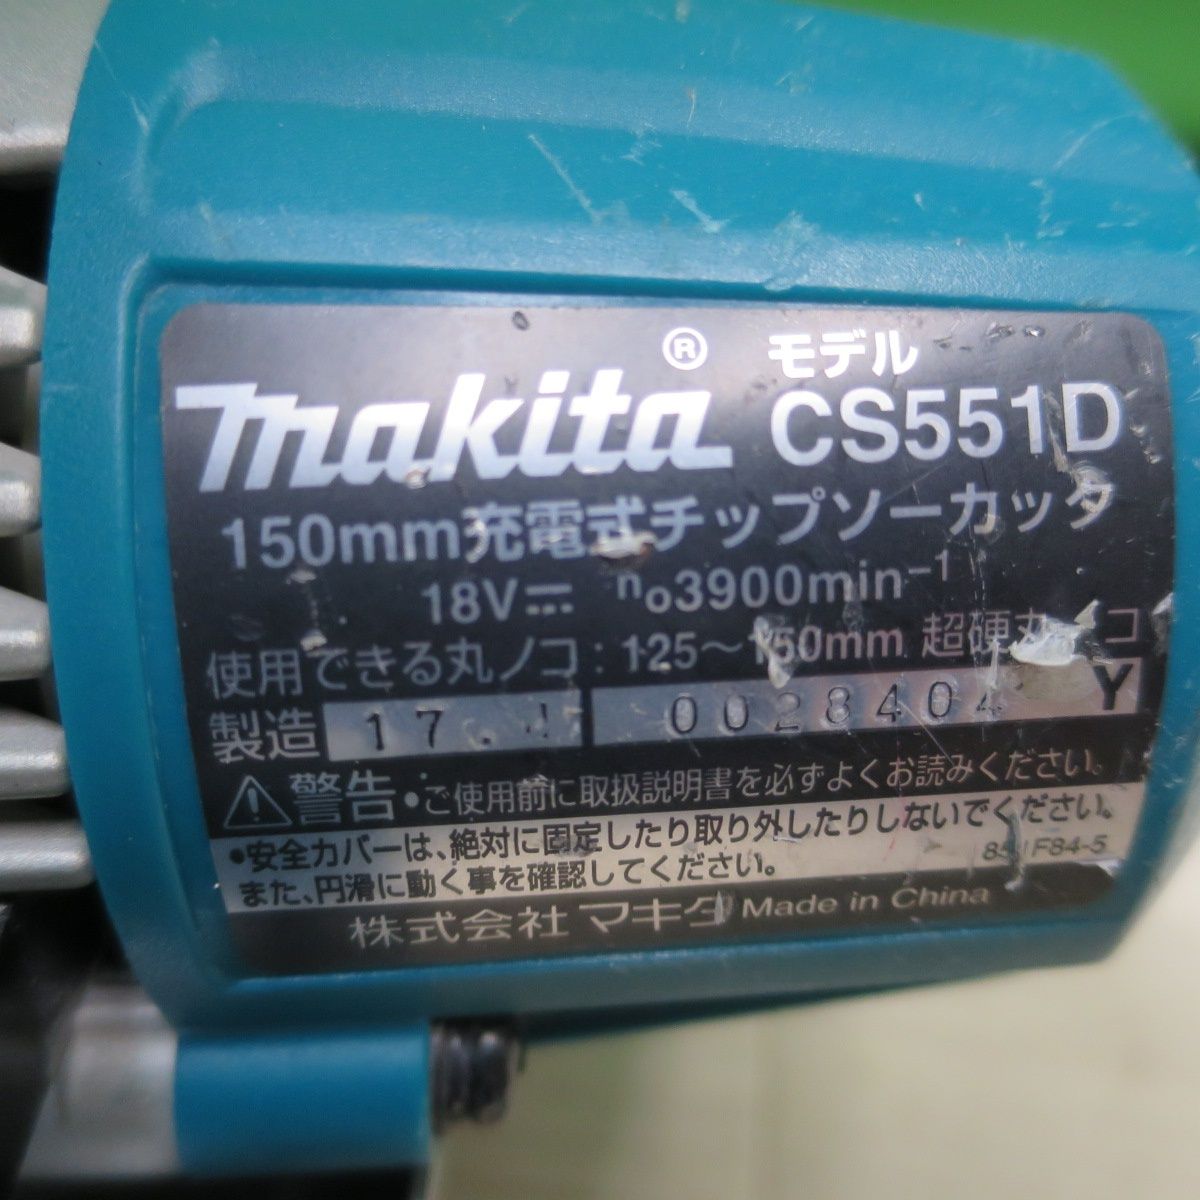 makita® モデル CS551D
150mm充電式チップソーカッタ
18V no3900min-1
使用できる丸ノコ:125~150mm 超硬丸ノコ
製造 17. 0028404 Y
警告 •ご使用前に取扱説明書を必ずよくお読みください。
•安全カバーは、絶対に固定したり取り外したりしないでください。
また、円滑に動く事を確認してください。 851F84-5
株式会社マキタ Made in China